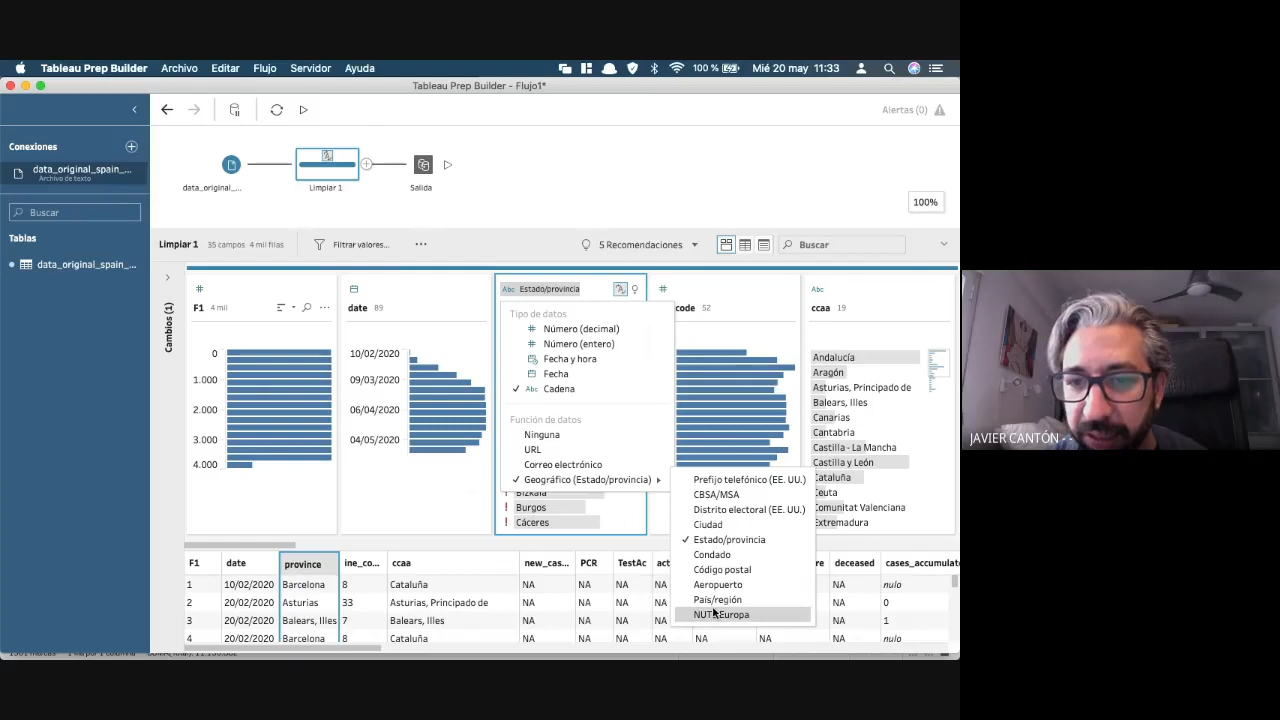 Tableau Prep Builder Archivo Editar Flujo Servidor Ayuda 100 % Mié 20 may 11:33
Tableau Prep Builder - Flujo1*
Alertas (0)
Conexiones
data_original_spain_...
Archivo de texto
Buscar
Tablas
data_original_spain_...
data_original_... Limpiar 1 Salida
100%
Limpiar 1 35 campos 4 mil filas Filtrar valores... 5 Recomendaciones Buscar
Cambios (1)
F1 4 mil
0
1.000
2.000
3.000
4.000
date 89
10/02/2020
09/03/2020
06/04/2020
04/05/2020
Abc Estado/provincia
Tipo de datos
Número (decimal)
Número (entero)
Fecha y hora
Fecha
Abc Cadena
Función de datos
Ninguna
URL
Correo electrónico
Geográfico (Estado/provincia)
Bizkaia
Burgos
Cáceres
Prefijo telefónico (EE. UU.)
CBSA/MSA
Distrito electoral (EE. UU.)
Ciudad
Estado/provincia
Condado
Código postal
Aeropuerto
País/región
NUTS Europa
code 52
Abc
ccaa 19
Andalucía
Aragón
Asturias, Principado de
Balears, Illes
Canarias
Cantabria
Castilla - La Mancha
Castilla y León
Cataluña
Ceuta
Comunitat Valenciana
Extremadura
F1 date province ine_co... ccaa new_cas... PCR TestAc act re deceased cases_accumulat
1 10/02/2020 Barcelona 8 Cataluña NA NA NA NA NA nulo
2 20/02/2020 Asturias 33 Asturias, Principado de NA NA NA NA NA 0
3 20/02/2020 Balears, Illes 7 Balears, Illes NA NA NA NA NA 1
4 20/02/2020 Barcelona 8 Cataluña NA NA NA NA NA NA nulo
JAVIER CANTÓN - -